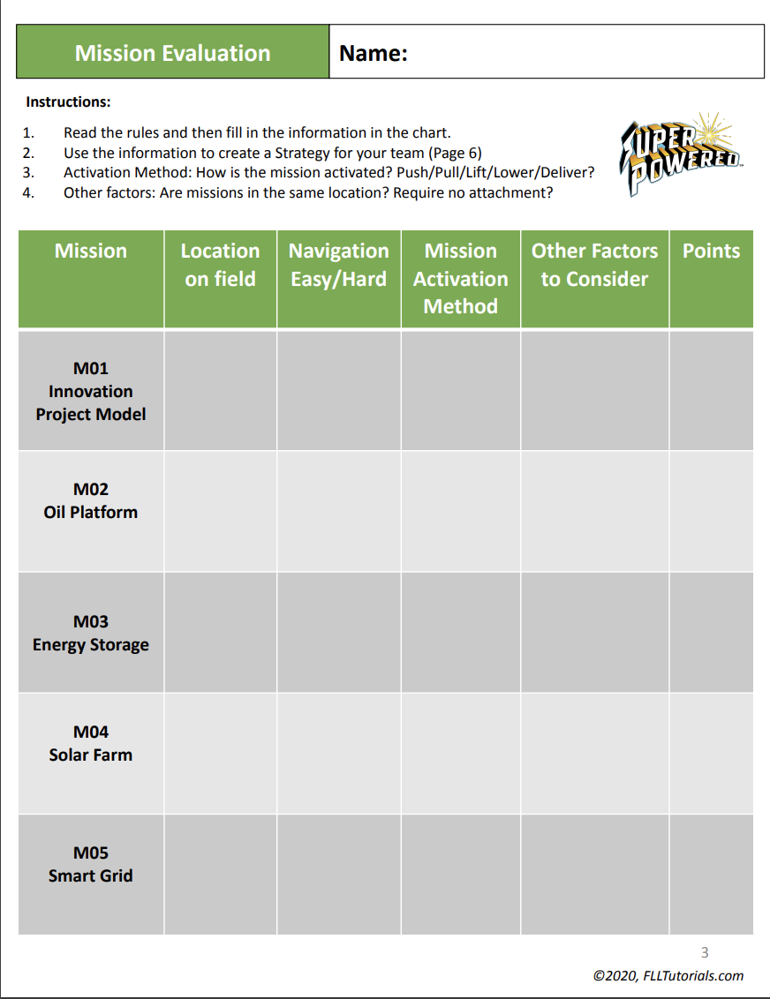 Mission Evaluation
Name:
Instructions:
1. Read the rules and then fill in the information in the chart.
2. Use the information to create a Strategy for your team (Page 6)
3. Activation Method: How is the mission activated? Push/Pull/Lift/Lower/Deliver?
4. Other factors: Are missions in the same location? Require no attachment?
SUPER
POWERED
Mission
Location
on field
Navigation
Easy/Hard
Mission
Activation
Method
Other Factors
to Consider
Points
M01
Innovation
Project Model
M02
Oil Platform
M03
Energy Storage
M04
Solar Farm
M05
Smart Grid
3
©2020, FLLTutorials.com